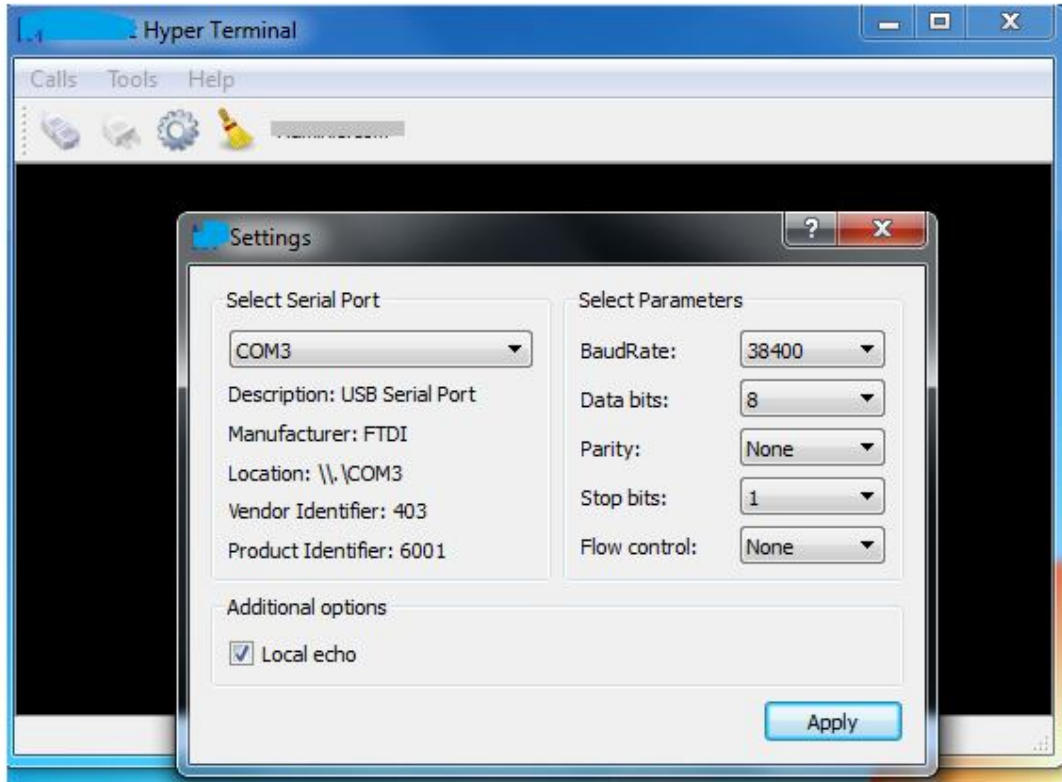 Hyper Terminal
Calls Tools Help
Settings
Select Serial Port
COM3
Description: USB Serial Port
Manufacturer: FTDI
Location: \\.\COM3
Vendor Identifier: 403
Product Identifier: 6001
Select Parameters
BaudRate: 38400
Data bits: 8
Parity: None
Stop bits: 1
Flow control: None
Additional options
Local echo
Apply